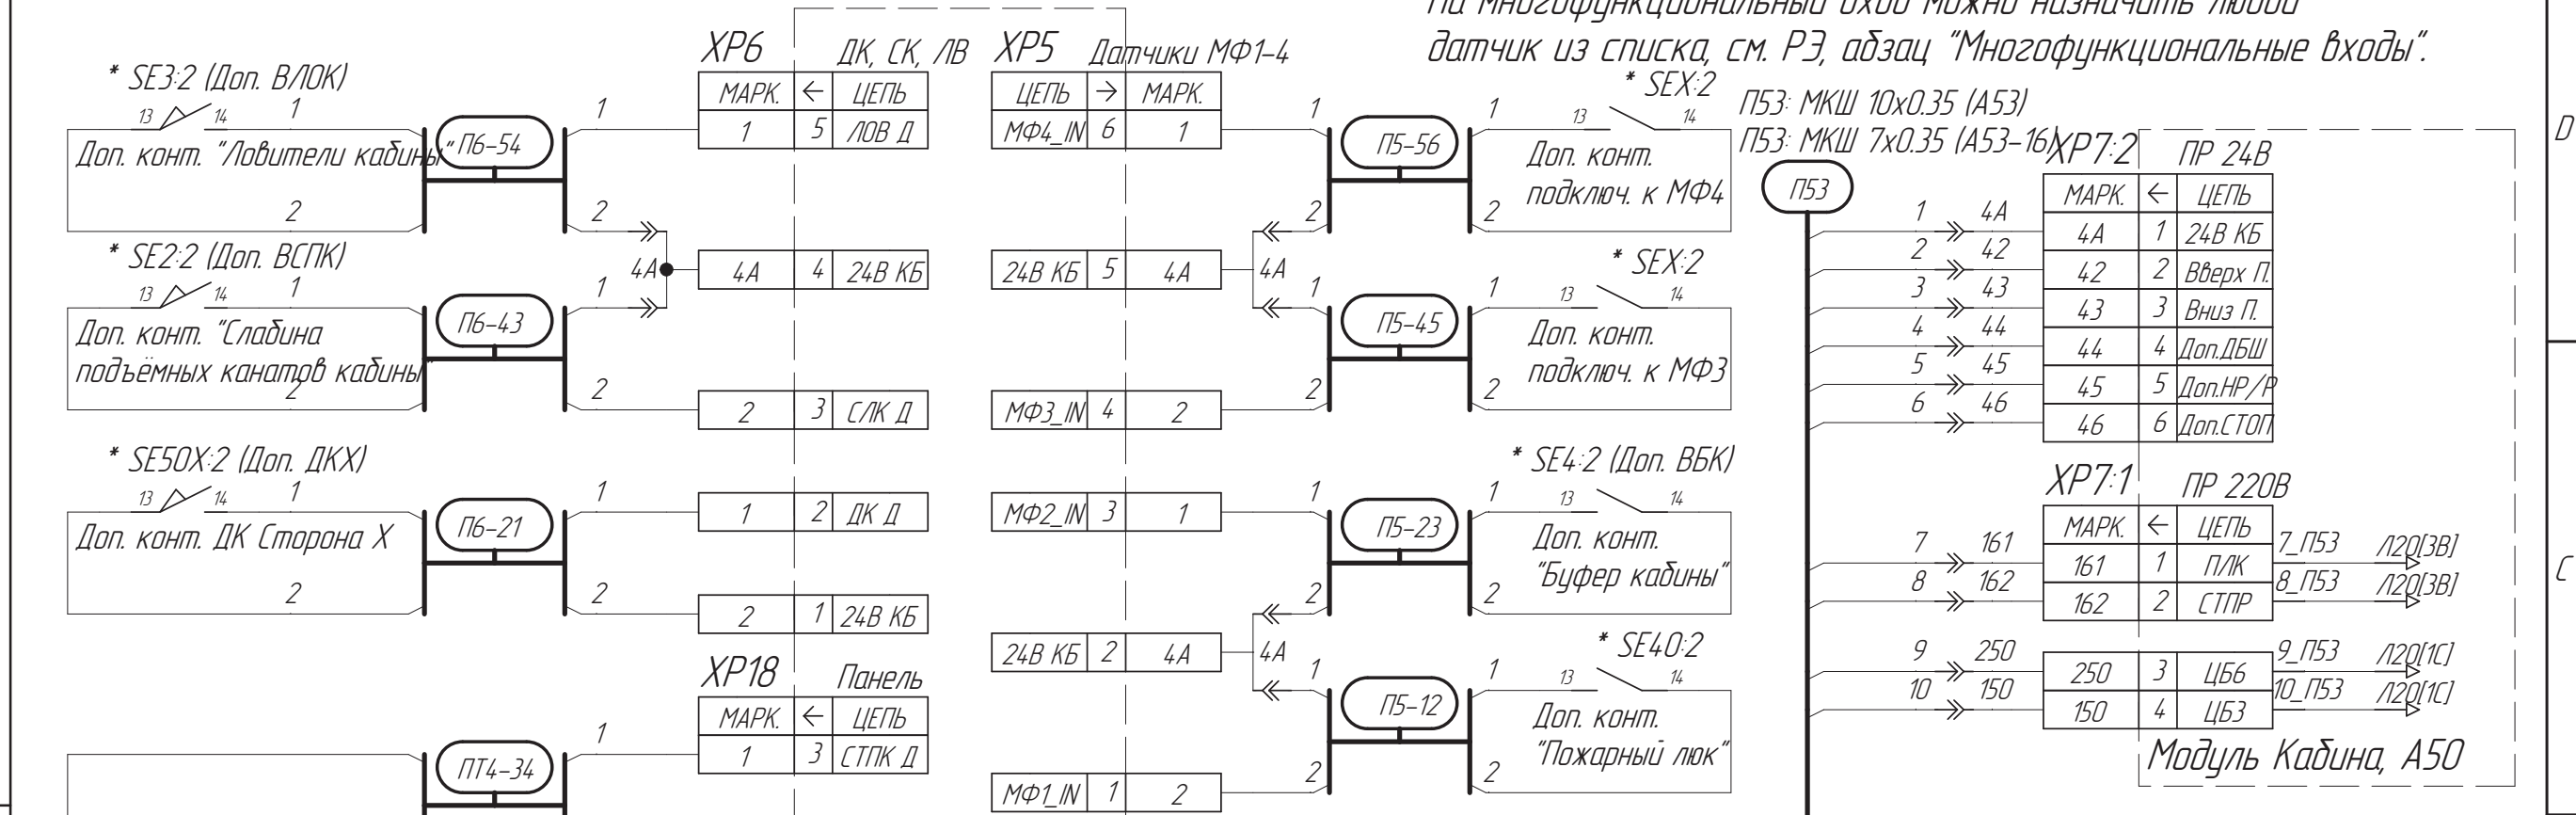 На многофункциональный вход можно назначить любой
датчик из списка, см. РЭ, абзац "Многофункциональные входы".
* SE3:2 (Доп. ВЛОК)
13 14 1
Доп. конт. "Ловители кабины"
2
П6-54
1
2
* SE2:2 (Доп. ВСПК)
13 14 1
Доп. конт. "Слабина
подъёмных канатов кабины"
2
П6-43
1
2
4А
* SE50X:2 (Доп. ДКХ)
13 14 1
Доп. конт. ДК Сторона Х
2
П6-21
1
2
ПТ4-34
1
XP6 ДК, СК, ЛВ
МАРК. ← ЦЕПЬ
1 5 ЛОВ Д
4А 4 24В КБ
2 3 СЛК Д
1 2 ДК Д
2 1 24В КБ
XP18 Панель
МАРК. ← ЦЕПЬ
1 3 СТПК Д
XP5 Датчики МФ1-4
ЦЕПЬ → МАРК.
МФ4_IN 6 1
24В КБ 5 4А
МФ3_IN 4 2
МФ2_IN 3 1
24В КБ 2 4А
МФ1_IN 1 2
1
2
П5-56
* SEX:2
1 13 14
Доп. конт.
подключ. к МФ4
2
4А
1
2
П5-45
* SEX:2
1 13 14
Доп. конт.
подключ. к МФ3
2
1
2
П5-23
* SE4:2 (Доп. ВБК)
1 13 14
Доп. конт.
"Буфер кабины"
2
4А
1
2
П5-12
* SE40:2
1 13 14
Доп. конт.
"Пожарный люк"
2
П53: МКШ 10х0.35 (А53)
П53: МКШ 7х0.35 (А53-16)
П53
XP7:2 ПР 24В
МАРК. ← ЦЕПЬ
1 4А 4А 1 24В КБ
2 42 42 2 Вверх П.
3 43 43 3 Вниз П.
4 44 44 4 Доп.ДБШ
5 45 45 5 Доп.НР/Р
6 46 46 6 Доп.СТОП
XP7:1 ПР 220В
МАРК. ← ЦЕПЬ
7 161 161 1 ПЛК 7_П53 Л20[3В]
8 162 162 2 СТПР 8_П53 Л20[3В]
9 250 250 3 ЦБ6 9_П53 Л20[1С]
10 150 150 4 ЦБ3 10_П53 Л20[1С]
Модуль Кабина, А50
D
C